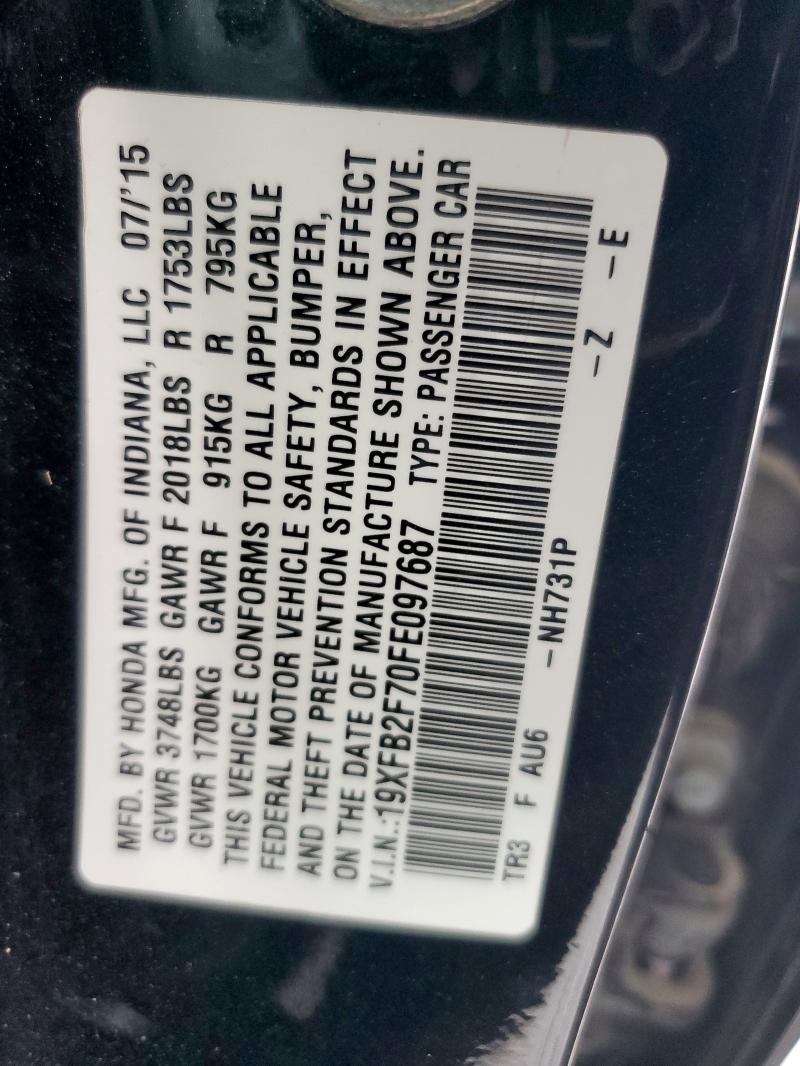 MFD. BY HONDA MFG. OF INDIANA, LLC 07/'15
GVWR 3748LBS GAWR F 2018LBS R 1753LBS
GVWR 1700KG GAWR F 915KG R 795KG
THIS VEHICLE CONFORMS TO ALL APPLICABLE
FEDERAL MOTOR VEHICLE SAFETY, BUMPER,
AND THEFT PREVENTION STANDARDS IN EFFECT
ON THE DATE OF MANUFACTURE SHOWN ABOVE.
V.I.N.:19XFB2F70FE097687 TYPE: PASSENGER CAR
TR3 F AU6 –NH731P –Z –E